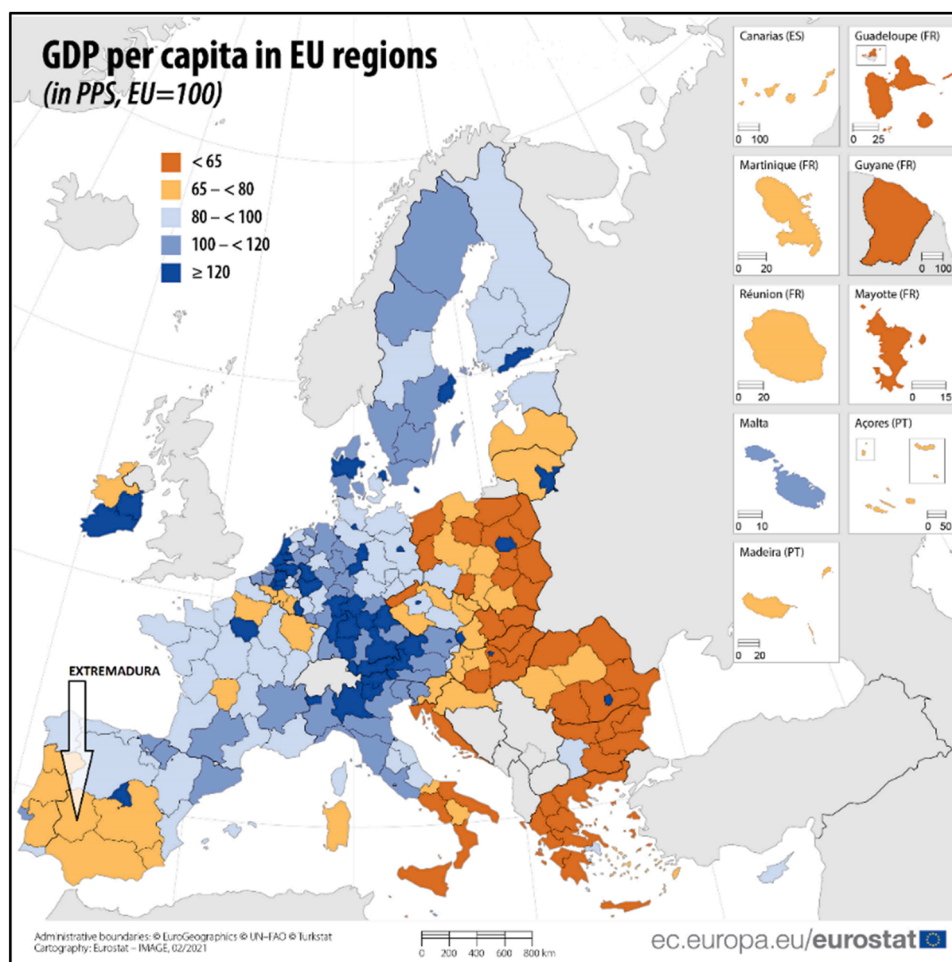 GDP per capita in EU regions
(in PPS, EU=100)
< 65
65 – < 80
80 – < 100
100 – < 120
≥ 120
EXTREMADURA
Canarias (ES)
0 100
Guadeloupe (FR)
0 25
Martinique (FR)
0 20
Guyane (FR)
0 100
Réunion (FR)
0 20
Mayotte (FR)
0 15
Malta
0 10
Açores (PT)
0 50
Madeira (PT)
0 20
Administrative boundaries: © EuroGeographics © UN–FAO © Turkstat
Cartography: Eurostat – IMAGE, 02/2021
0 200 400 600 800 km
ec.europa.eu/eurostat